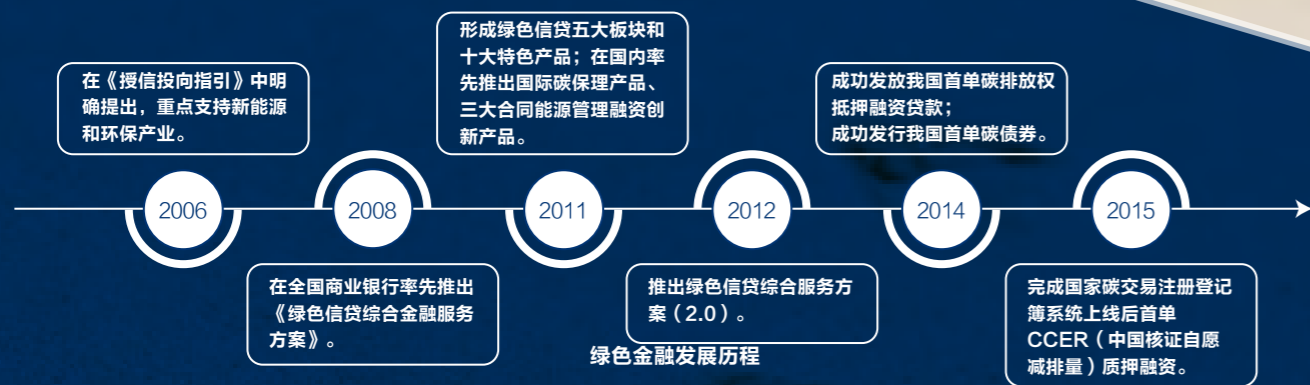 在《授信投向指引》中明
确提出，重点支持新能源
和环保产业。
形成绿色信贷五大板块和
十大特色产品；在国内率
先推出国际碳保理产品、
三大合同能源管理融资创
新产品。
成功发放我国首单碳排放权
抵押融资贷款；
成功发行我国首单碳债券。
2006
2008
2011
2012
2014
2015
在全国商业银行率先推出
《绿色信贷综合金融服务
方案》。
推出绿色信贷综合服务方
案（2.0）。
完成国家碳交易注册登记
簿系统上线后首单
CCER（中国核证自愿
减排量）质押融资。
绿色金融发展历程